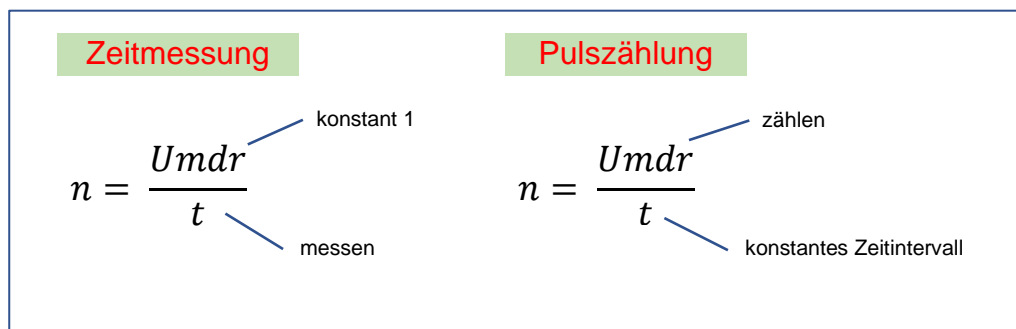 Zeitmessung
konstant 1
n = Umdr / t
messen
Pulszählung
zählen
n = Umdr / t
konstantes Zeitintervall